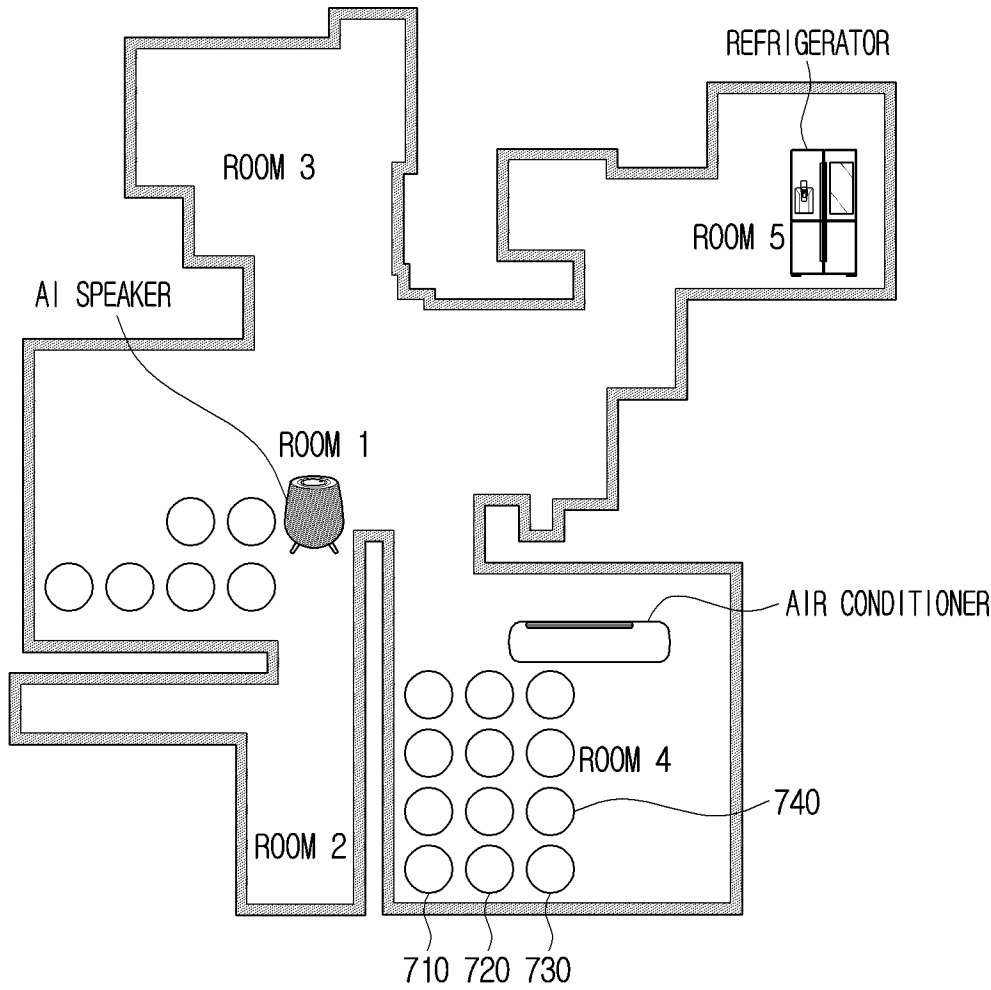 REFRIGERATOR
ROOM 3
ROOM 5
AI SPEAKER
ROOM 1
AIR CONDITIONER
ROOM 4
740
ROOM 2
710 720 730